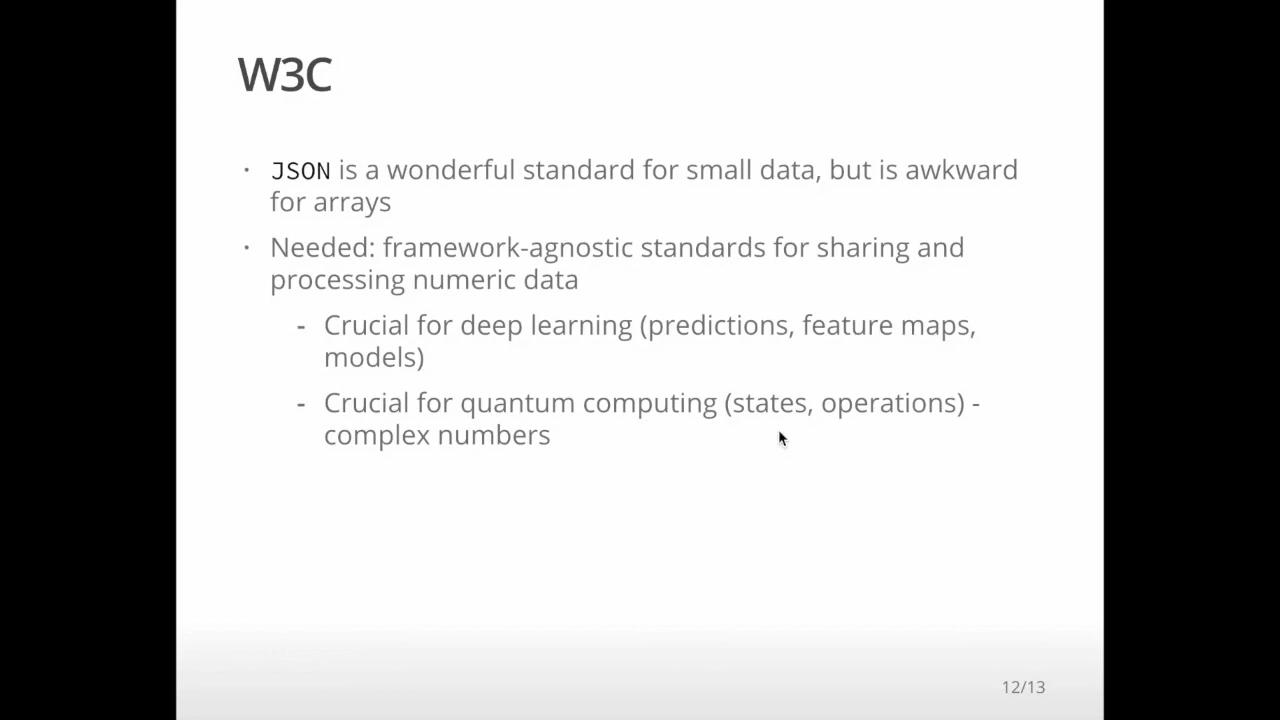 W3C
· JSON is a wonderful standard for small data, but is awkward
for arrays
· Needed: framework-agnostic standards for sharing and
processing numeric data
- Crucial for deep learning (predictions, feature maps,
models)
- Crucial for quantum computing (states, operations) -
complex numbers
12/13